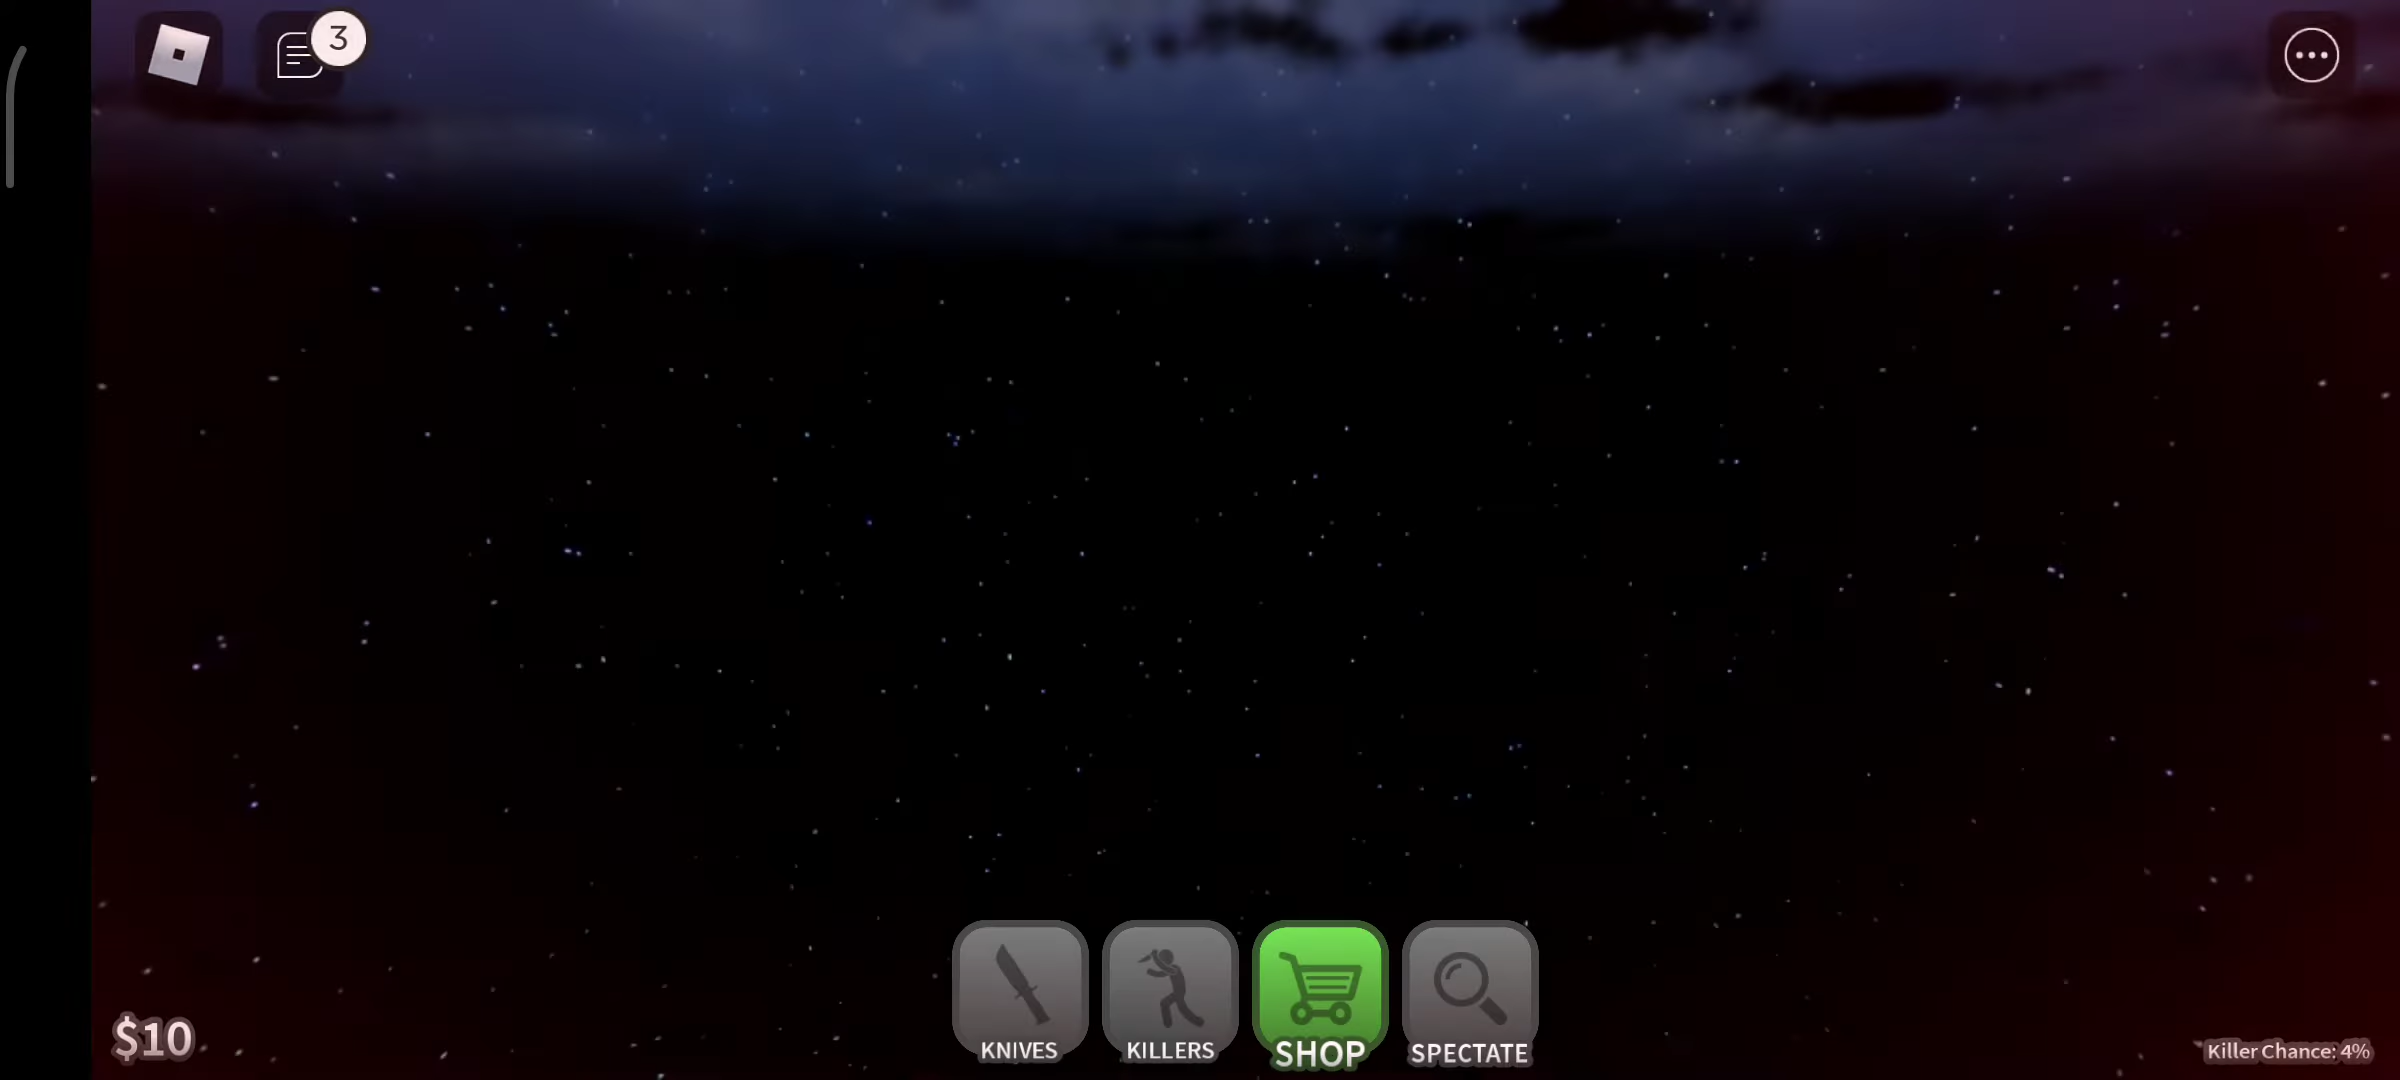 3
KNIVES
KILLERS
SHOP
SPECTATE
$10
Killer Chance: 4%